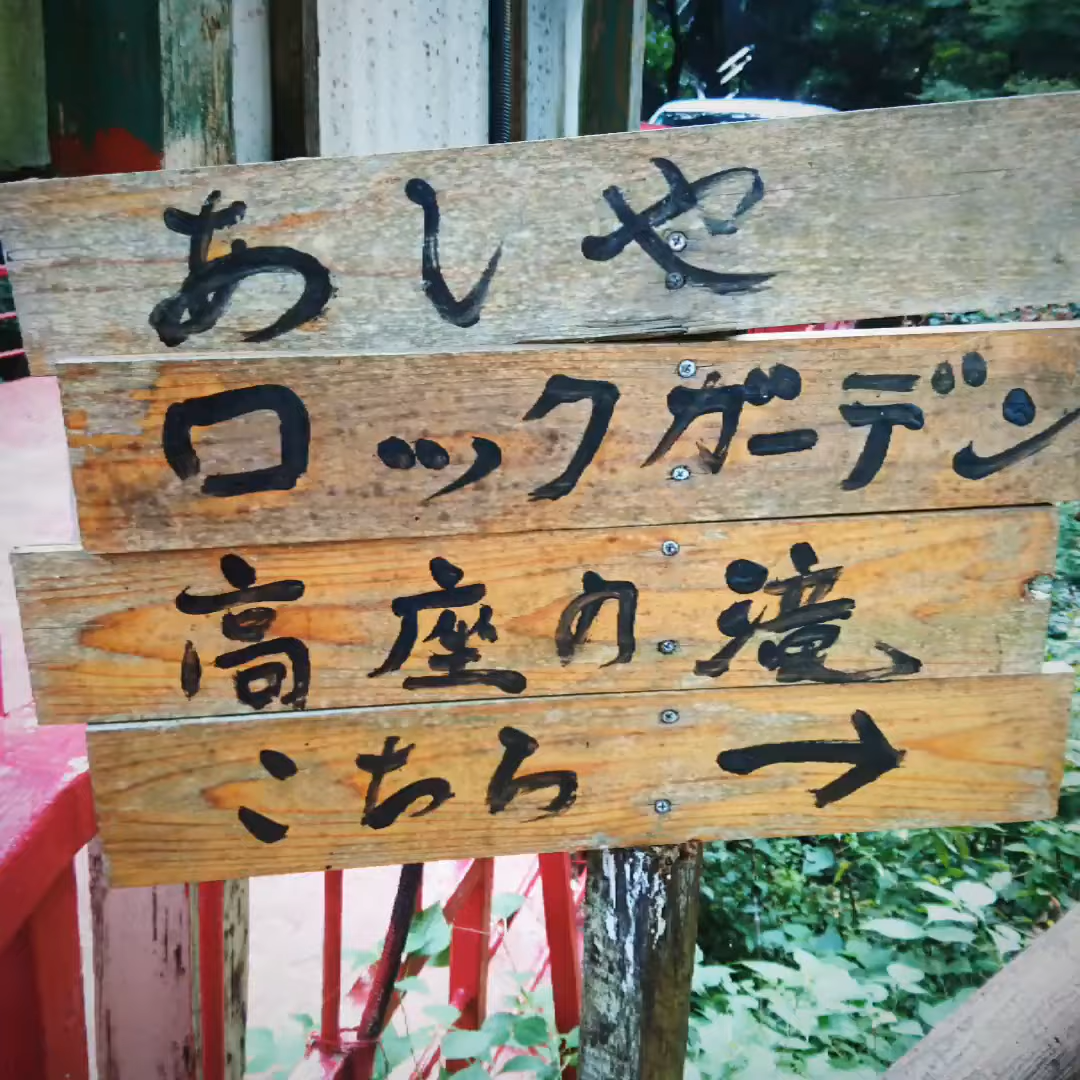 あしや
ロックガーデン
高座の滝
こちら →